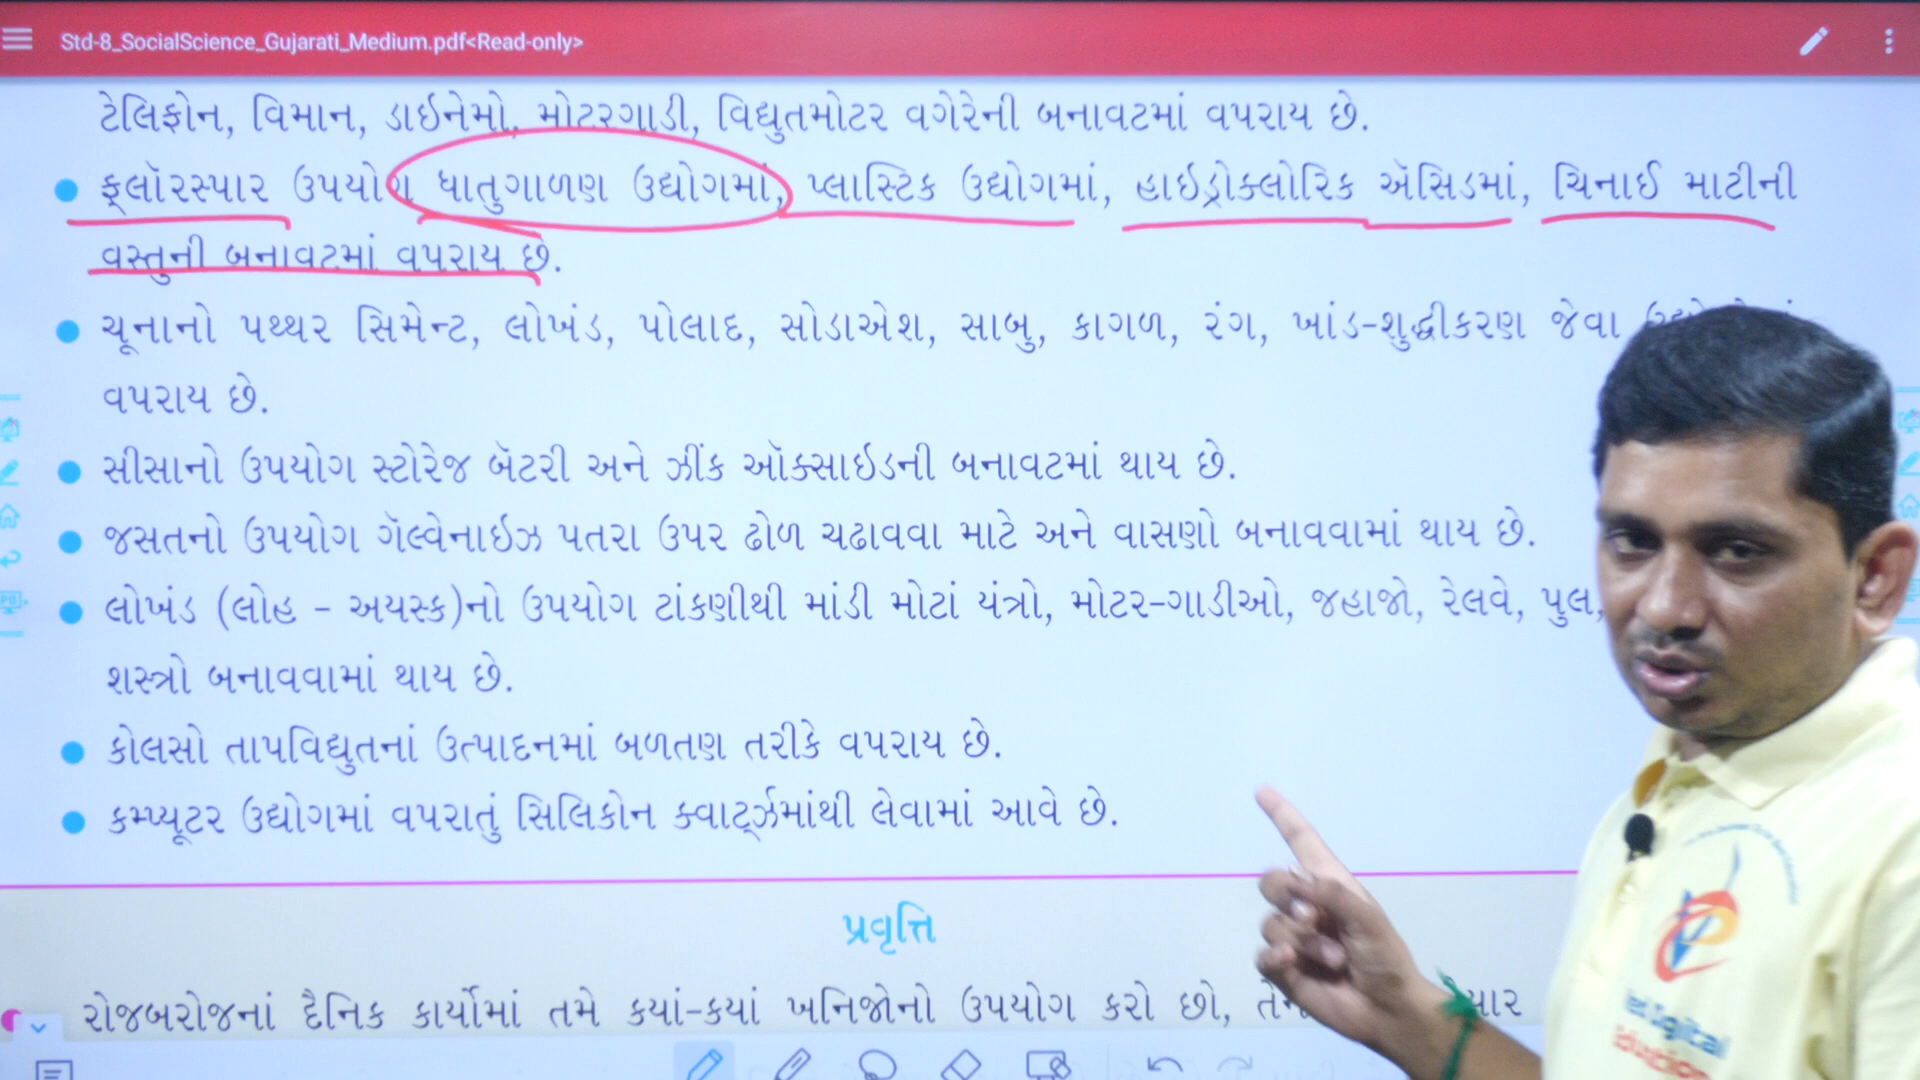 Std-8_SocialScience_Gujarati_Medium.pdf<Read-only>
ટેલિફોન, વિમાન, ડાઇનેમો, મોટરગાડી, વિદ્યુતમોટર વગેરેની બનાવટમાં વપરાય છે.
ફ્લૉરસ્પાર ઉપયોગ ધાતુગાળણ ઉદ્યોગમાં, પ્લાસ્ટિક ઉદ્યોગમાં, હાઇડ્રોક્લોરિક ઍસિડમાં, ચિનાઈ માટીની
વસ્તુની બનાવટમાં વપરાય છે.
ચૂનાનો પથ્થર સિમેન્ટ, લોખંડ, પોલાદ, સોડાએશ, સાબુ, કાગળ, રંગ, ખાંડ-શુદ્ધીકરણ જેવા
વપરાય છે.
સીસાનો ઉપયોગ સ્ટોરેજ બૅટરી અને ઝીંક ઑક્સાઇડની બનાવટમાં થાય છે.
જસતનો ઉપયોગ ગૅલ્વેનાઇઝ પતરા ઉપર ઢોળ ચઢાવવા માટે અને વાસણો બનાવવામાં થાય છે.
લોખંડ (લોહ - અયસ્ક)નો ઉપયોગ ટાંકણીથી માંડી મોટાં યંત્રો, મોટર-ગાડીઓ, જહાજો, રેલવે, પુલ,
શસ્ત્રો બનાવવામાં થાય છે.
કોલસો તાપવિદ્યુતનાં ઉત્પાદનમાં બળતણ તરીકે વપરાય છે.
કમ્પ્યૂટર ઉદ્યોગમાં વપરાતું સિલિકોન ક્વાર્ટ્ઝમાંથી લેવામાં આવે છે.
પ્રવૃત્તિ
રોજબરોજનાં દૈનિક કાર્યોમાં તમે કયાં-કયાં ખનિજોનો ઉપયોગ કરો છો,